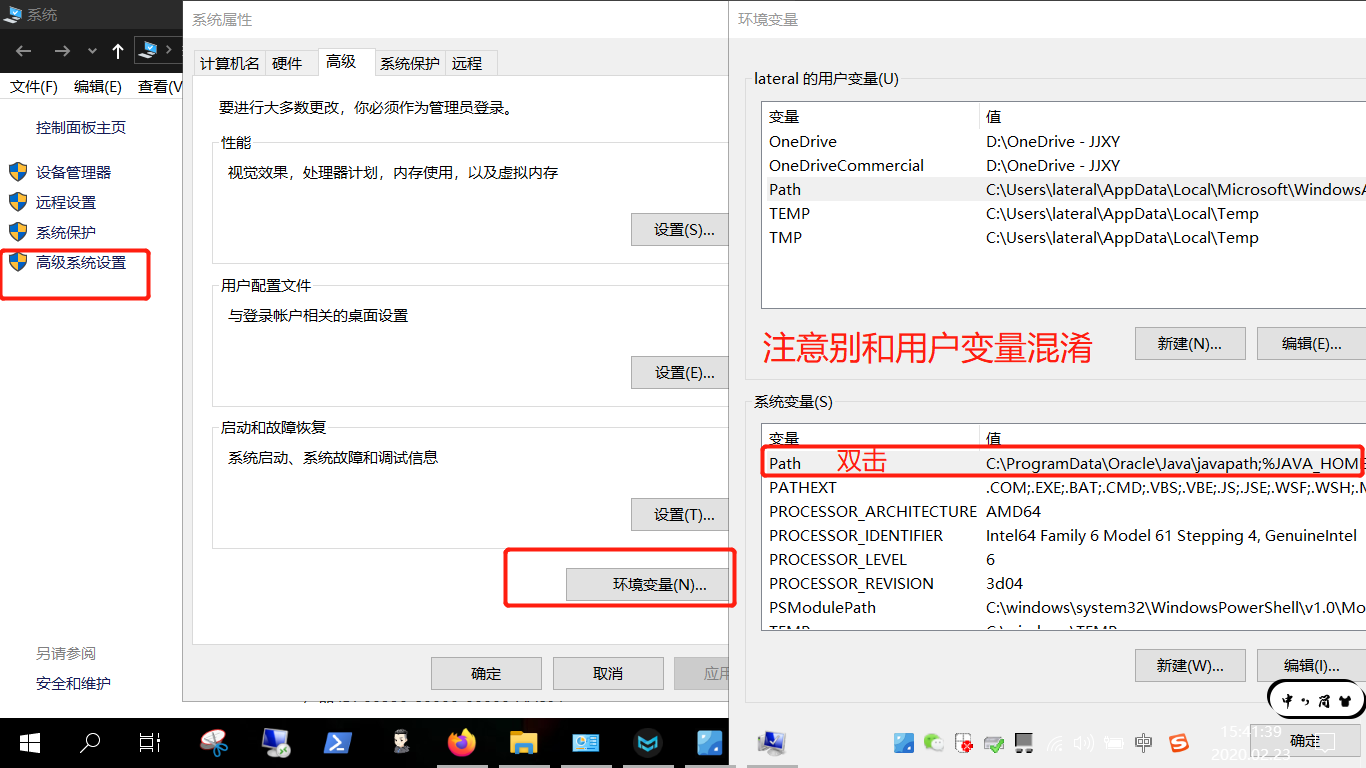 系统
文件(F) 编辑(E) 查看(V
控制面板主页
设备管理器
远程设置
系统保护
高级系统设置
另请参阅
安全和维护
系统属性
计算机名 硬件 高级 系统保护 远程
要进行大多数更改，你必须作为管理员登录。
性能
视觉效果，处理器计划，内存使用，以及虚拟内存
设置(S)...
用户配置文件
与登录帐户相关的桌面设置
设置(E)...
启动和故障恢复
系统启动、系统故障和调试信息
设置(T)...
环境变量(N)...
确定 取消 应用
环境变量
lateral 的用户变量(U)
变量 值
OneDrive D:\OneDrive - JJXY
OneDriveCommercial D:\OneDrive - JJXY
Path C:\Users\lateral\AppData\Local\Microsoft\WindowsA
TEMP C:\Users\lateral\AppData\Local\Temp
TMP C:\Users\lateral\AppData\Local\Temp
注意别和用户变量混淆
新建(N)... 编辑(E)...
系统变量(S)
变量 值
Path 双击 C:\ProgramData\Oracle\Java\javapath;%JAVA_HOME
PATHEXT .COM;.EXE;.BAT;.CMD;.VBS;.VBE;.JS;.JSE;.WSF;.WSH;.M
PROCESSOR_ARCHITECTURE AMD64
PROCESSOR_IDENTIFIER Intel64 Family 6 Model 61 Stepping 4, GenuineIntel
PROCESSOR_LEVEL 6
PROCESSOR_REVISION 3d04
PSModulePath C:\windows\system32\WindowsPowerShell\v1.0\Mo
TEMP C:\windows\TEMP
新建(W)... 编辑(I)...
中 简
中
15:41:39
2020.02.23
确定